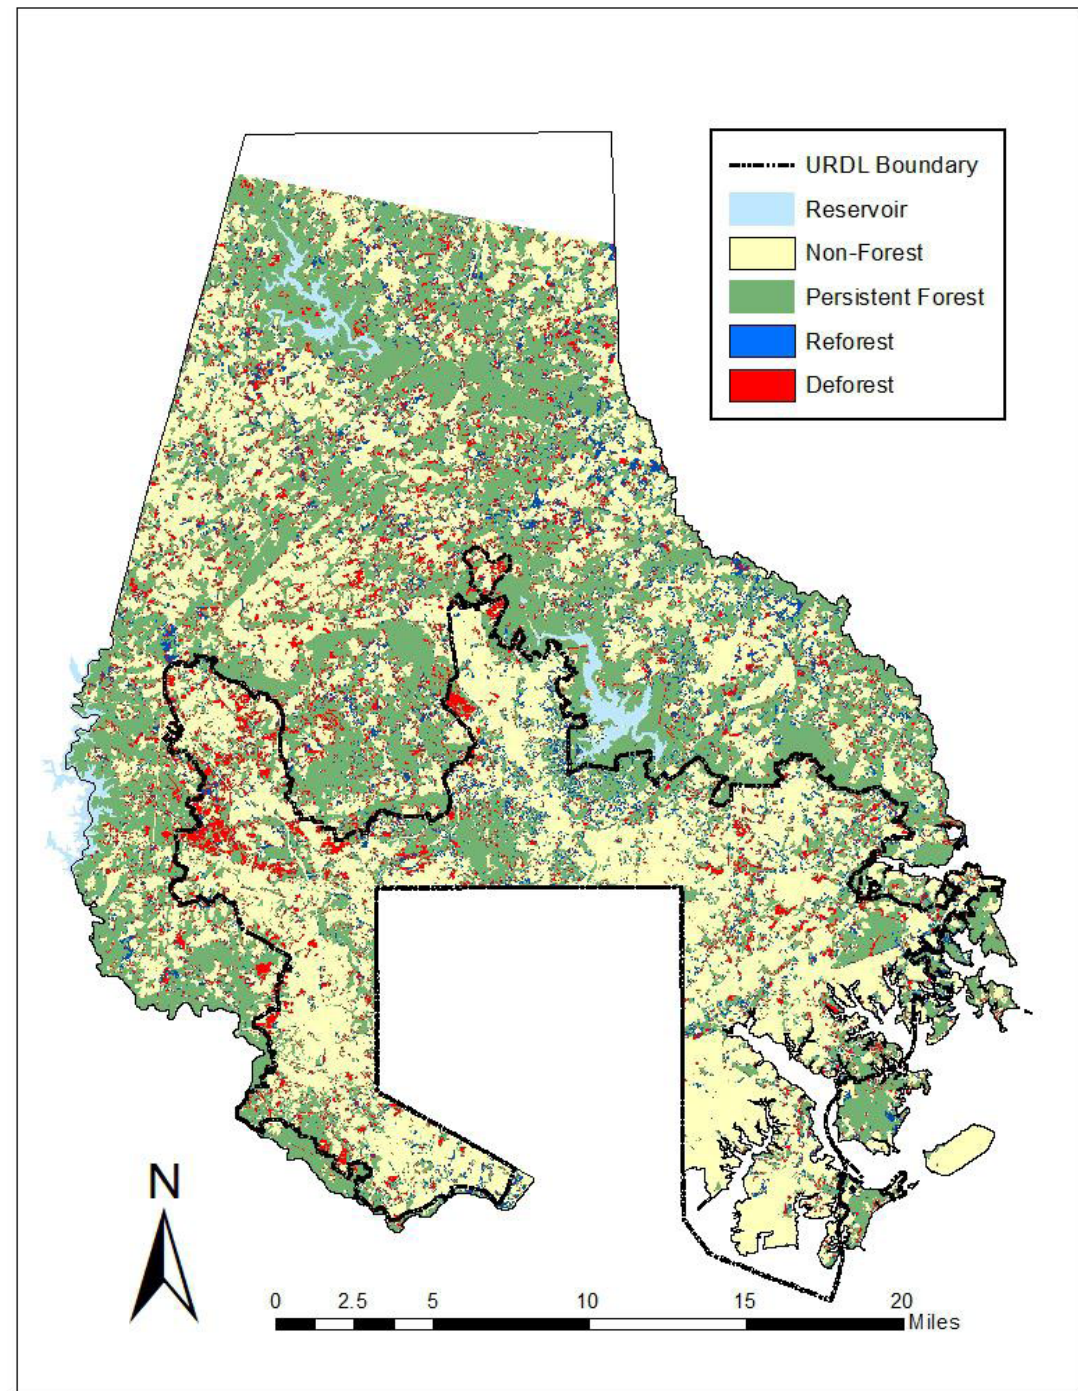 URDL Boundary
Reservoir
Non-Forest
Persistent Forest
Reforest
Deforest
N
0 2.5 5 10 15 20
Miles